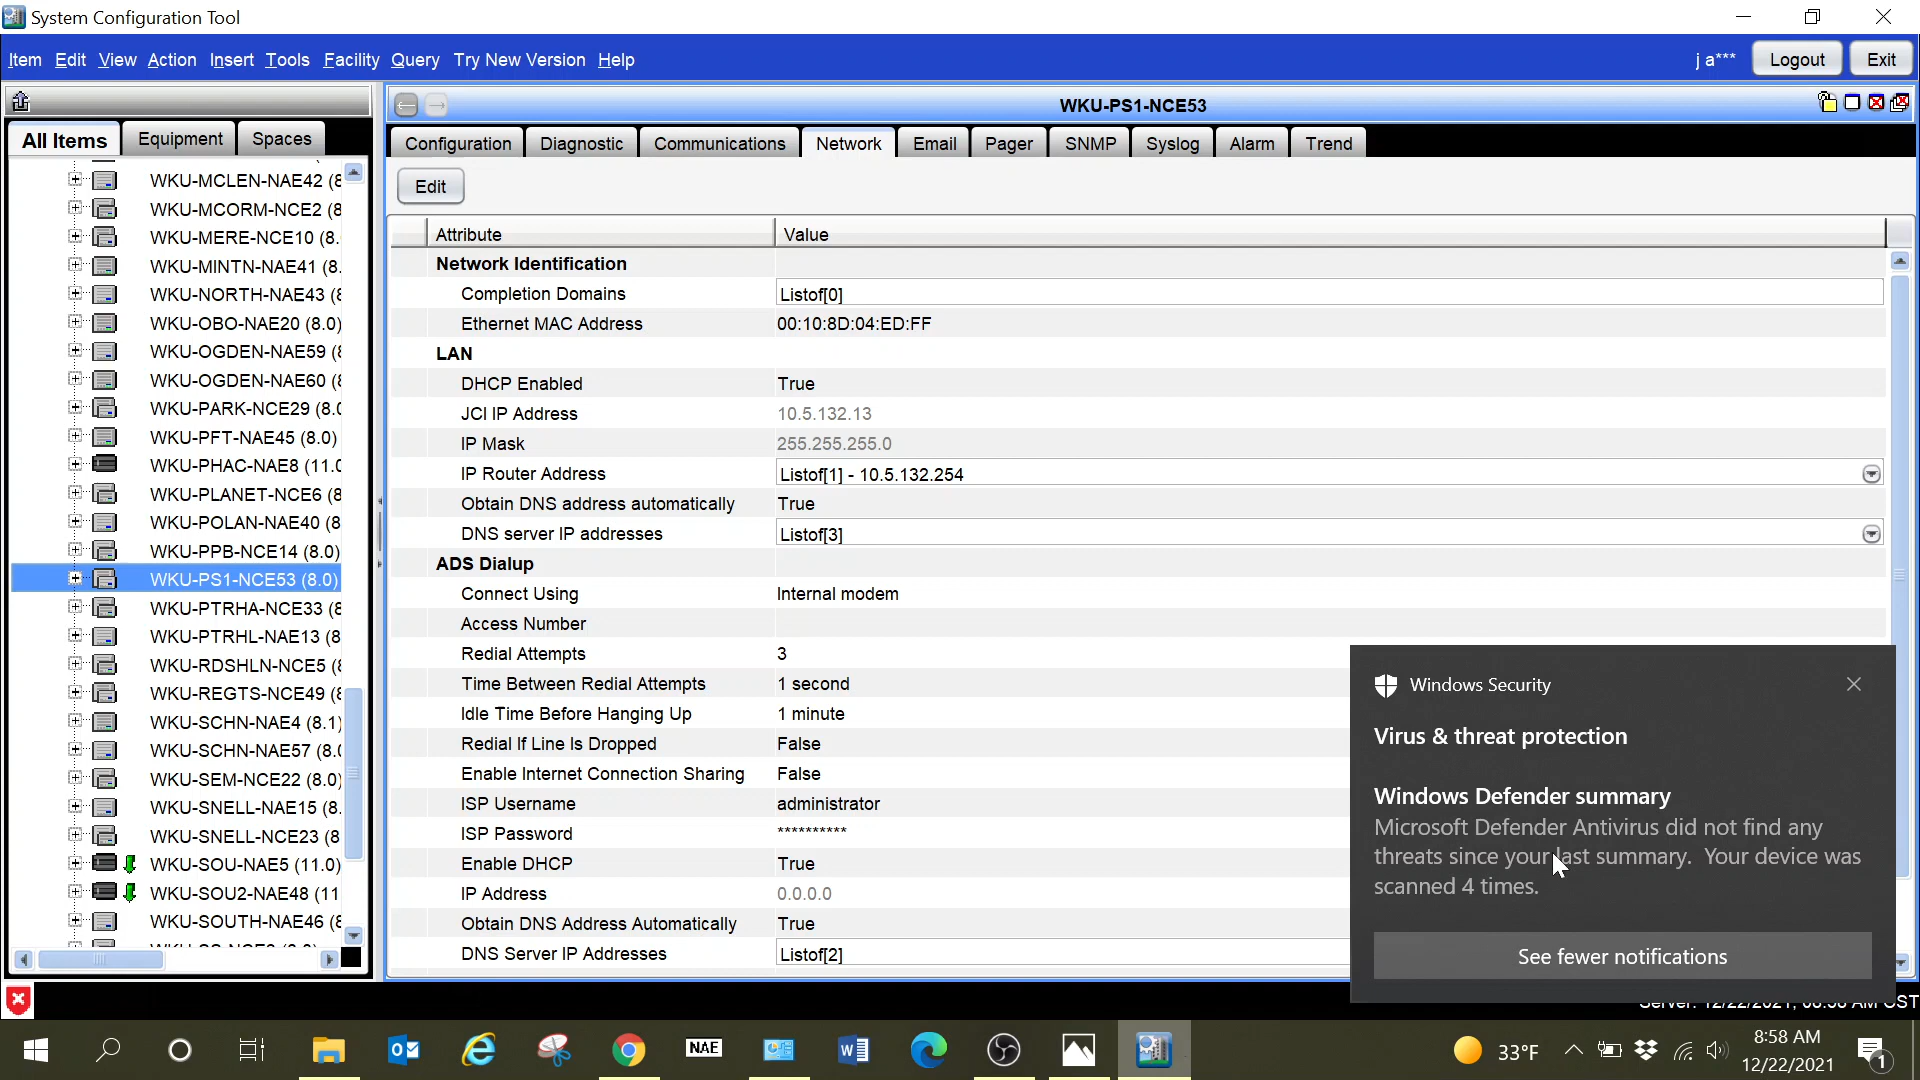 System Configuration Tool
Item Edit View Action Insert Tools Facility Query Try New Version Help
j a***
Logout
Exit
WKU-PS1-NCE53
All Items
Equipment
Spaces
Configuration
Diagnostic
Communications
Network
Email
Pager
SNMP
Syslog
Alarm
Trend
Edit
WKU-MCLEN-NAE42 (8
WKU-MCORM-NCE2 (8
WKU-MERE-NCE10 (8.
WKU-MINTN-NAE41 (8.
WKU-NORTH-NAE43 (8
WKU-OBO-NAE20 (8.0)
WKU-OGDEN-NAE59 (8
WKU-OGDEN-NAE60 (8
WKU-PARK-NCE29 (8.0
WKU-PFT-NAE45 (8.0)
WKU-PHAC-NAE8 (11.0
WKU-PLANET-NCE6 (8
WKU-POLAN-NAE40 (8
WKU-PPB-NCE14 (8.0)
WKU-PS1-NCE53 (8.0)
WKU-PTRHA-NCE33 (8
WKU-PTRHL-NAE13 (8
WKU-RDSHLN-NCE5 (8
WKU-REGTS-NCE49 (8
WKU-SCHN-NAE4 (8.1)
WKU-SCHN-NAE57 (8.0
WKU-SEM-NCE22 (8.0)
WKU-SNELL-NAE15 (8.
WKU-SNELL-NCE23 (8
WKU-SOU-NAE5 (11.0)
WKU-SOU2-NAE48 (11
WKU-SOUTH-NAE46 (8
Attribute Value
Network Identification
Completion Domains Listof[0]
Ethernet MAC Address 00:10:8D:04:ED:FF
LAN
DHCP Enabled True
JCI IP Address 10.5.132.13
IP Mask 255.255.255.0
IP Router Address Listof[1] - 10.5.132.254
Obtain DNS address automatically True
DNS server IP addresses Listof[3]
ADS Dialup
Connect Using Internal modem
Access Number
Redial Attempts 3
Time Between Redial Attempts 1 second
Idle Time Before Hanging Up 1 minute
Redial If Line Is Dropped False
Enable Internet Connection Sharing False
ISP Username administrator
ISP Password **********
Enable DHCP True
IP Address 0.0.0.0
Obtain DNS Address Automatically True
DNS Server IP Addresses Listof[2]
Windows Security
Virus & threat protection
Windows Defender summary
Microsoft Defender Antivirus did not find any
threats since your last summary. Your device was
scanned 4 times.
See fewer notifications
NAE
33°F
8:58 AM
12/22/2021
1